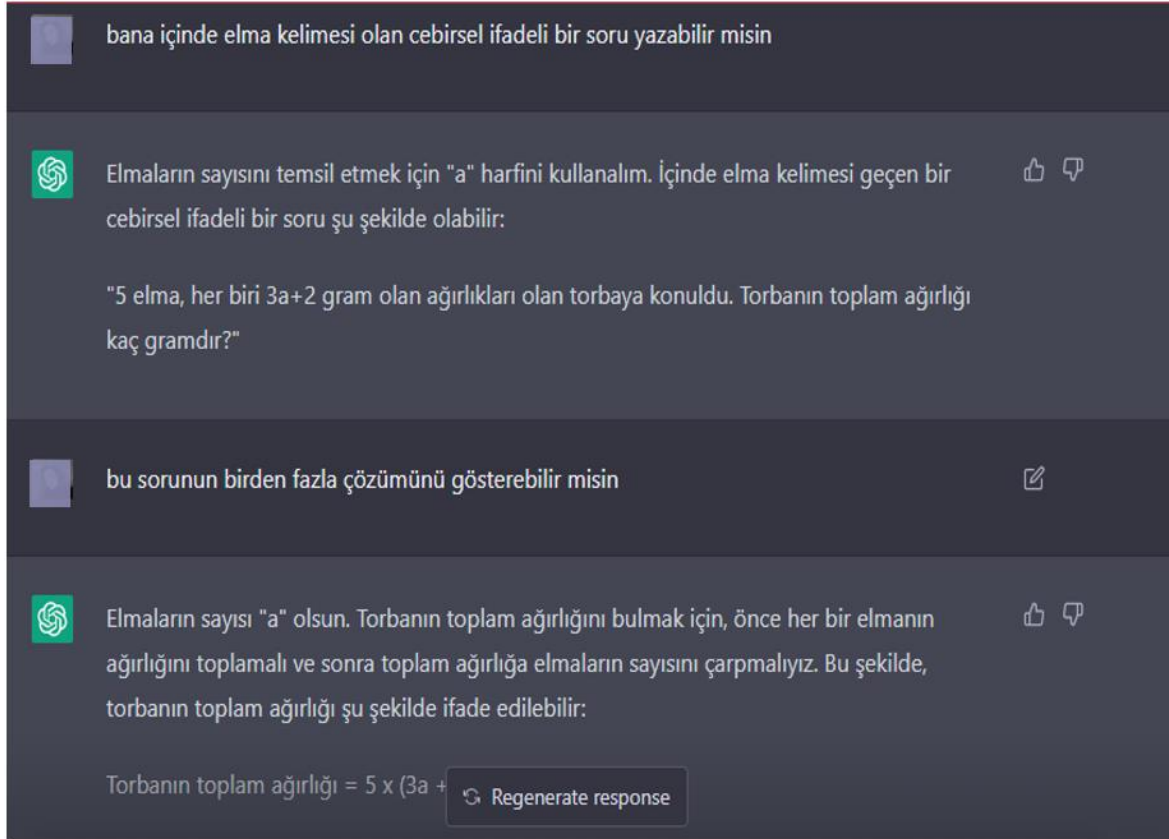 bana içinde elma kelimesi olan cebirsel ifadeli bir soru yazabilir misin
Elmaların sayısını temsil etmek için "a" harfini kullanalım. İçinde elma kelimesi geçen bir
cebirsel ifadeli bir soru şu şekilde olabilir:
"5 elma, her biri 3a+2 gram olan ağırlıkları olan torbaya konuldu. Torbanın toplam ağırlığı
kaç gramdır?"
bu sorunun birden fazla çözümünü gösterebilir misin
Elmaların sayısı "a" olsun. Torbanın toplam ağırlığını bulmak için, önce her bir elmanın
ağırlığını toplamalı ve sonra toplam ağırlığa elmaların sayısını çarpmalıyız. Bu şekilde,
torbanın toplam ağırlığı şu şekilde ifade edilebilir:
Torbanın toplam ağırlığı = 5 x (3a +
Regenerate response